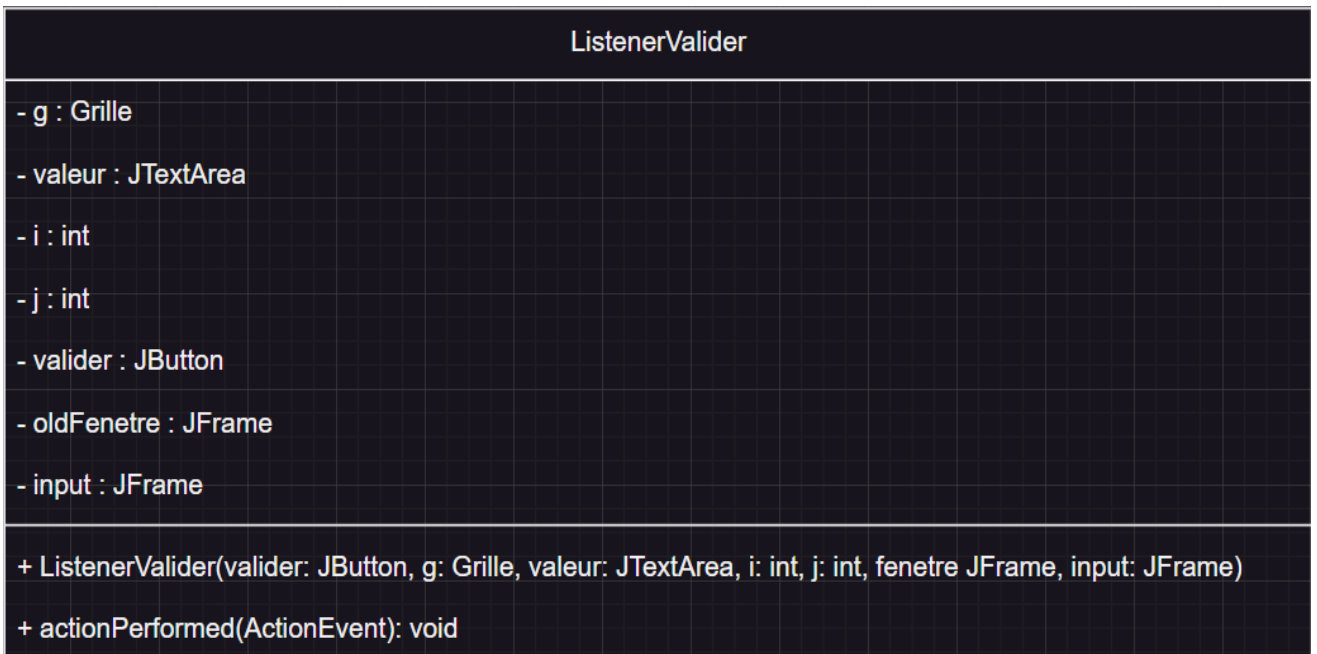 ListenerValider
- g : Grille
- valeur : JTextArea
- i : int
- j : int
- valider : JButton
- oldFenetre : JFrame
- input : JFrame
+ ListenerValider(valider: JButton, g: Grille, valeur: JTextArea, i: int, j: int, fenetre JFrame, input: JFrame)
+ actionPerformed(ActionEvent): void